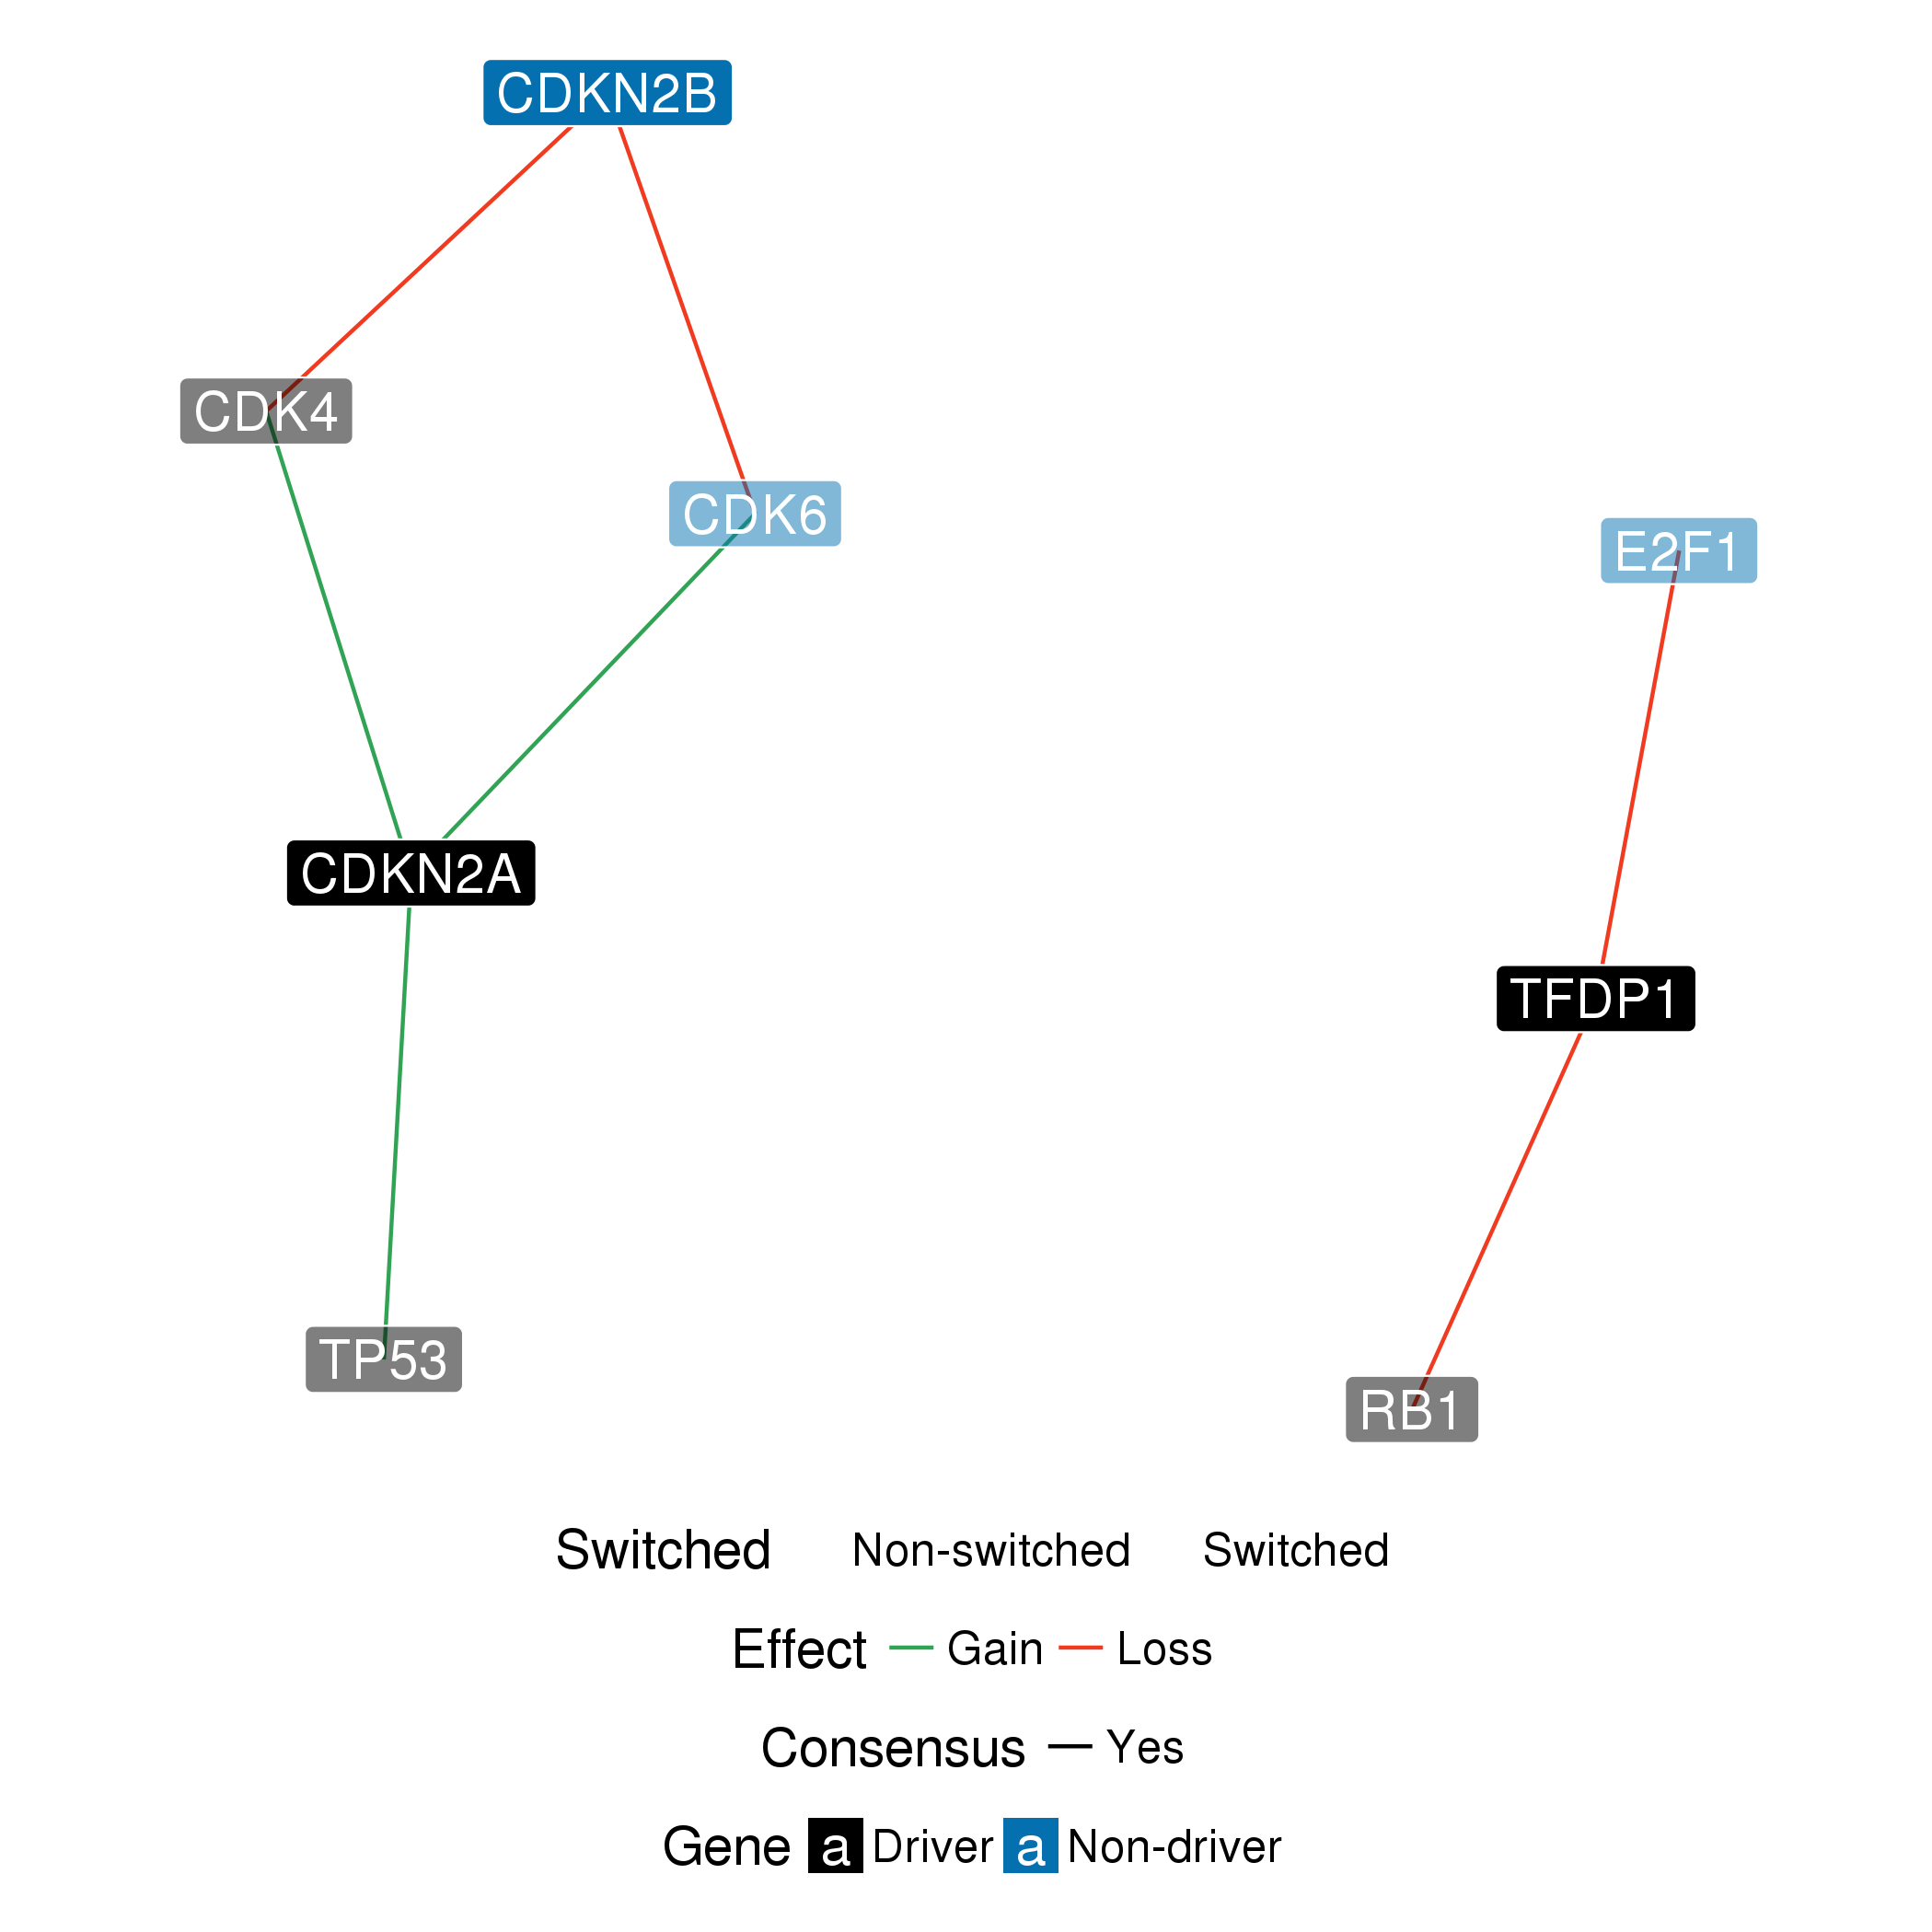 CDKN2B
CDK4
CDK6
E2F1
CDKN2A
TFDP1
TP53
RB1
Switched Non-switched Switched
Effect Gain Loss
Consensus Yes
Gene a Driver a Non-driver